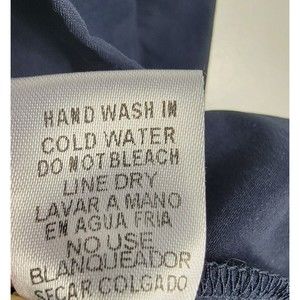 HAND WASH IN
COLD WATER
DO NOT BLEACH
LINE DRY
LAVAR A MANO
EN AGUA FRIA
NO USE
BLANQUEADOR
SECAR COLGADO